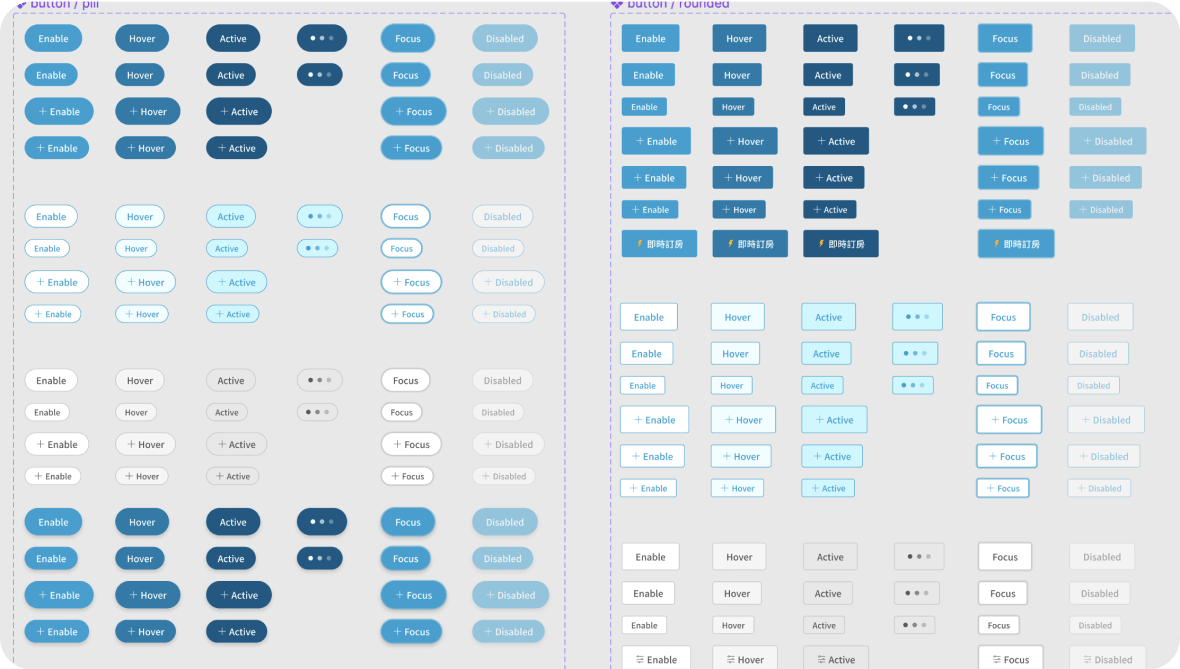 button / pill
Enable Hover Active Focus Disabled
Enable Hover Active Focus Disabled
+ Enable + Hover + Active + Focus + Disabled
+ Enable + Hover + Active + Focus + Disabled
Enable Hover Active Focus Disabled
Enable Hover Active Focus Disabled
+ Enable + Hover + Active + Focus + Disabled
+ Enable + Hover + Active + Focus + Disabled
Enable Hover Active Focus Disabled
Enable Hover Active Focus Disabled
+ Enable + Hover + Active + Focus + Disabled
+ Enable + Hover + Active + Focus + Disabled
Enable Hover Active Focus Disabled
Enable Hover Active Focus Disabled
+ Enable + Hover + Active + Focus + Disabled
+ Enable + Hover + Active + Focus + Disabled
button / rounded
Enable Hover Active Focus Disabled
Enable Hover Active Focus Disabled
Enable Hover Active Focus Disabled
+ Enable + Hover + Active + Focus + Disabled
+ Enable + Hover + Active + Focus + Disabled
+ Enable + Hover + Active + Focus + Disabled
即時訂房 即時訂房 即時訂房 即時訂房
Enable Hover Active Focus Disabled
Enable Hover Active Focus Disabled
Enable Hover Active Focus Disabled
+ Enable + Hover + Active + Focus + Disabled
+ Enable + Hover + Active + Focus + Disabled
+ Enable + Hover + Active + Focus + Disabled
Enable Hover Active Focus Disabled
Enable Hover Active Focus Disabled
Enable Hover Active Focus Disabled
Enable Hover Active Focus Disabled